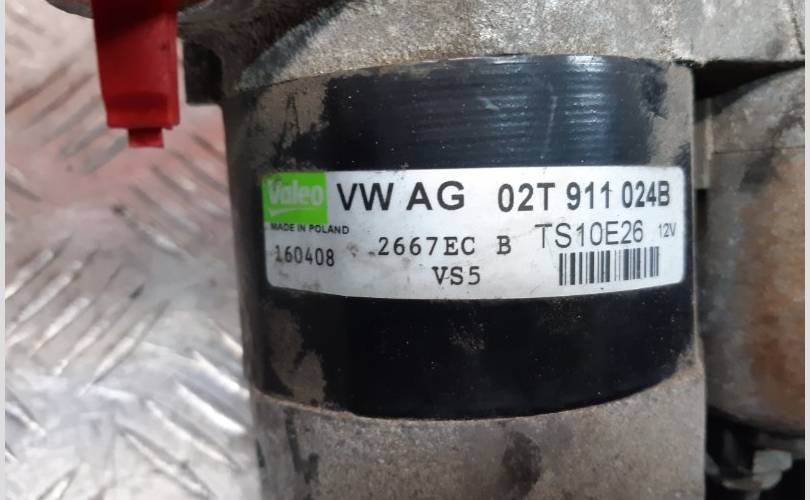 Valeo VW AG 02T 911 024B
MADE IN POLAND
160408 2667EC B TS10E26 12V
VS5